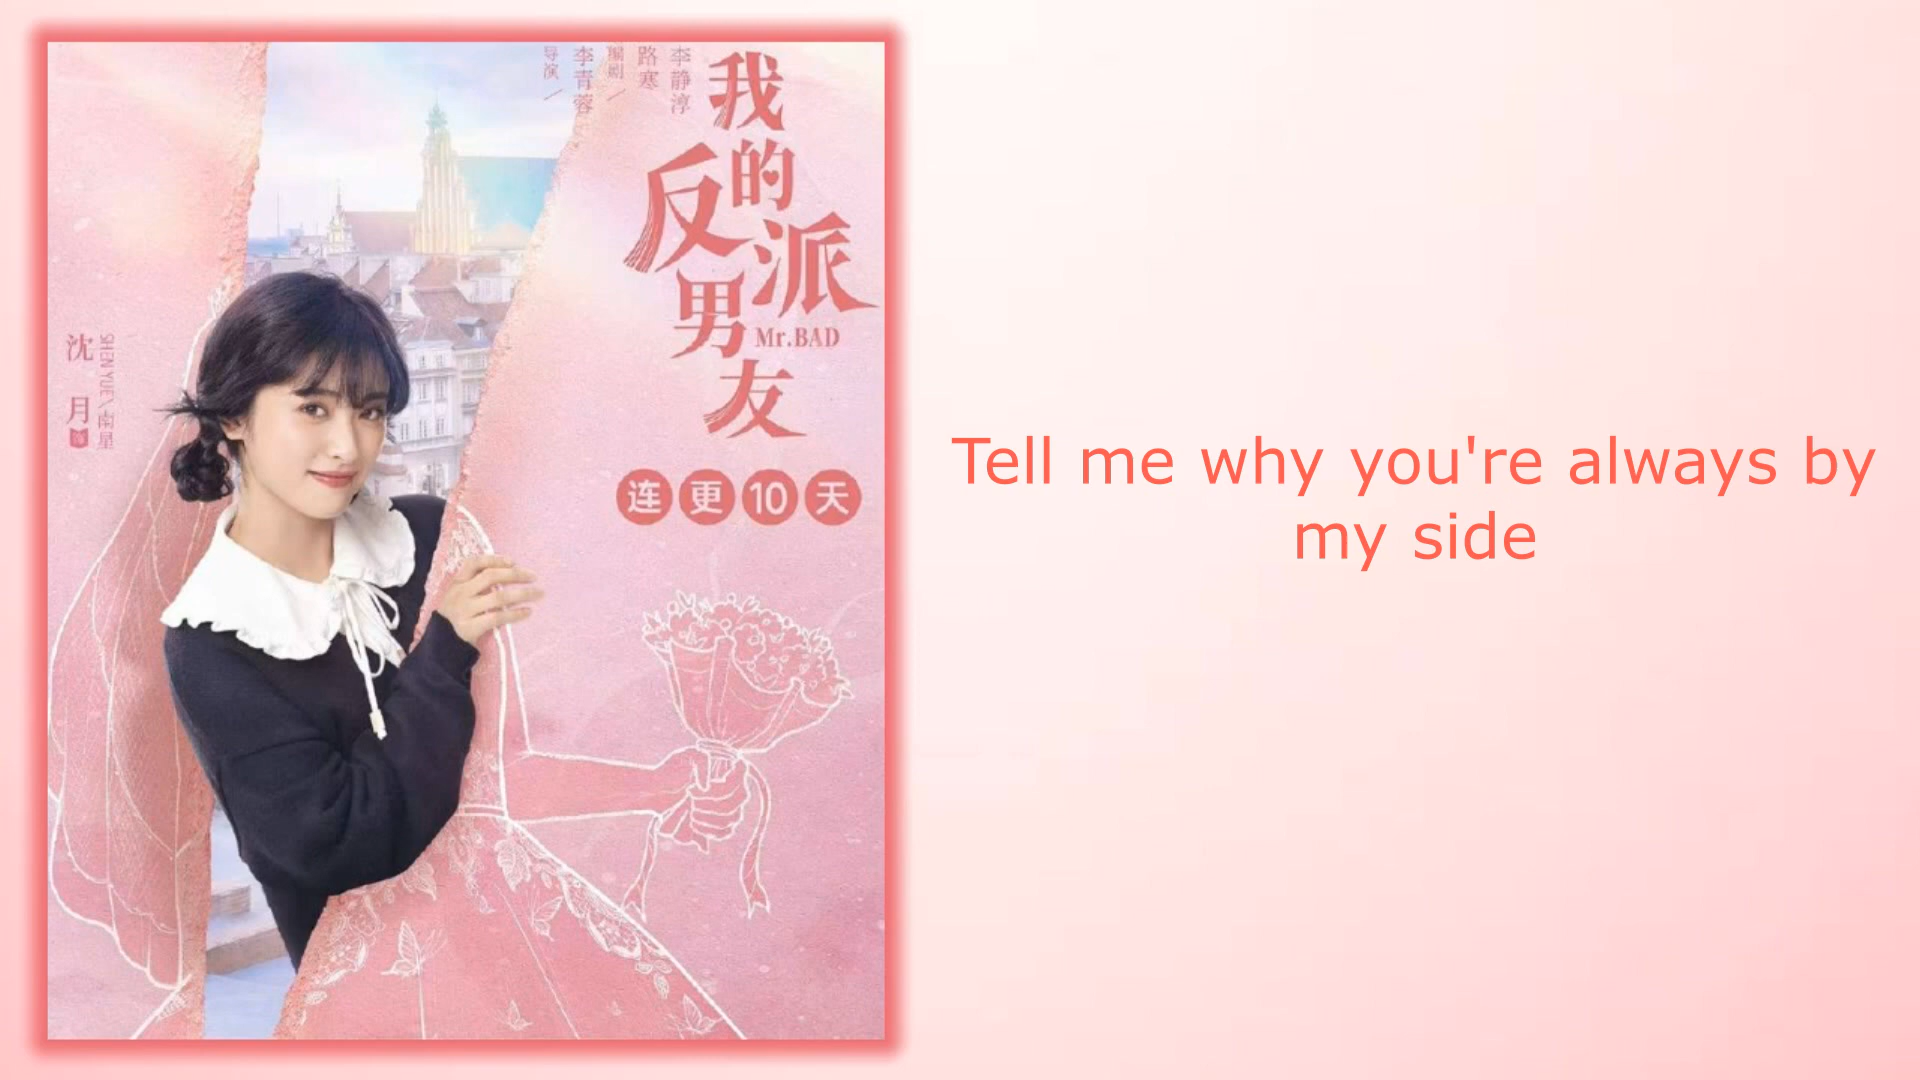 导演／
李青蓉
编剧／
路寒
李静淳
我的
反派
男友
Mr.BAD
连更10天
沈月
SHEN YUE＼南星
饰
Tell me why you're always by
my side